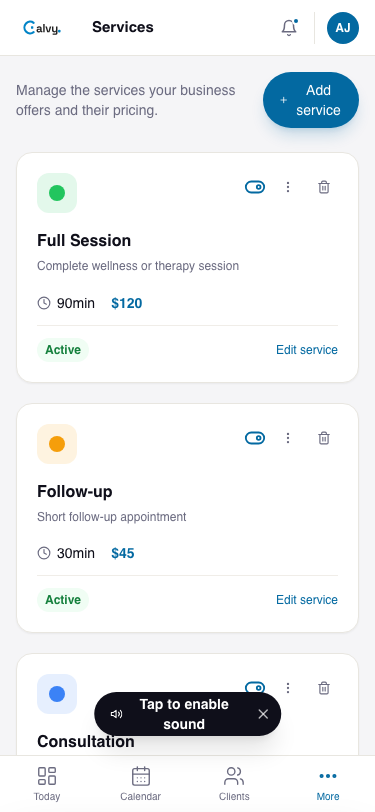 Calvy.
Services
AJ
Manage the services your business
offers and their pricing.
+ Add
service
Full Session
Complete wellness or therapy session
90min $120
Active
Edit service
Follow-up
Short follow-up appointment
30min $45
Active
Edit service
Tap to enable
sound
Consultation
Today
Calendar
Clients
More